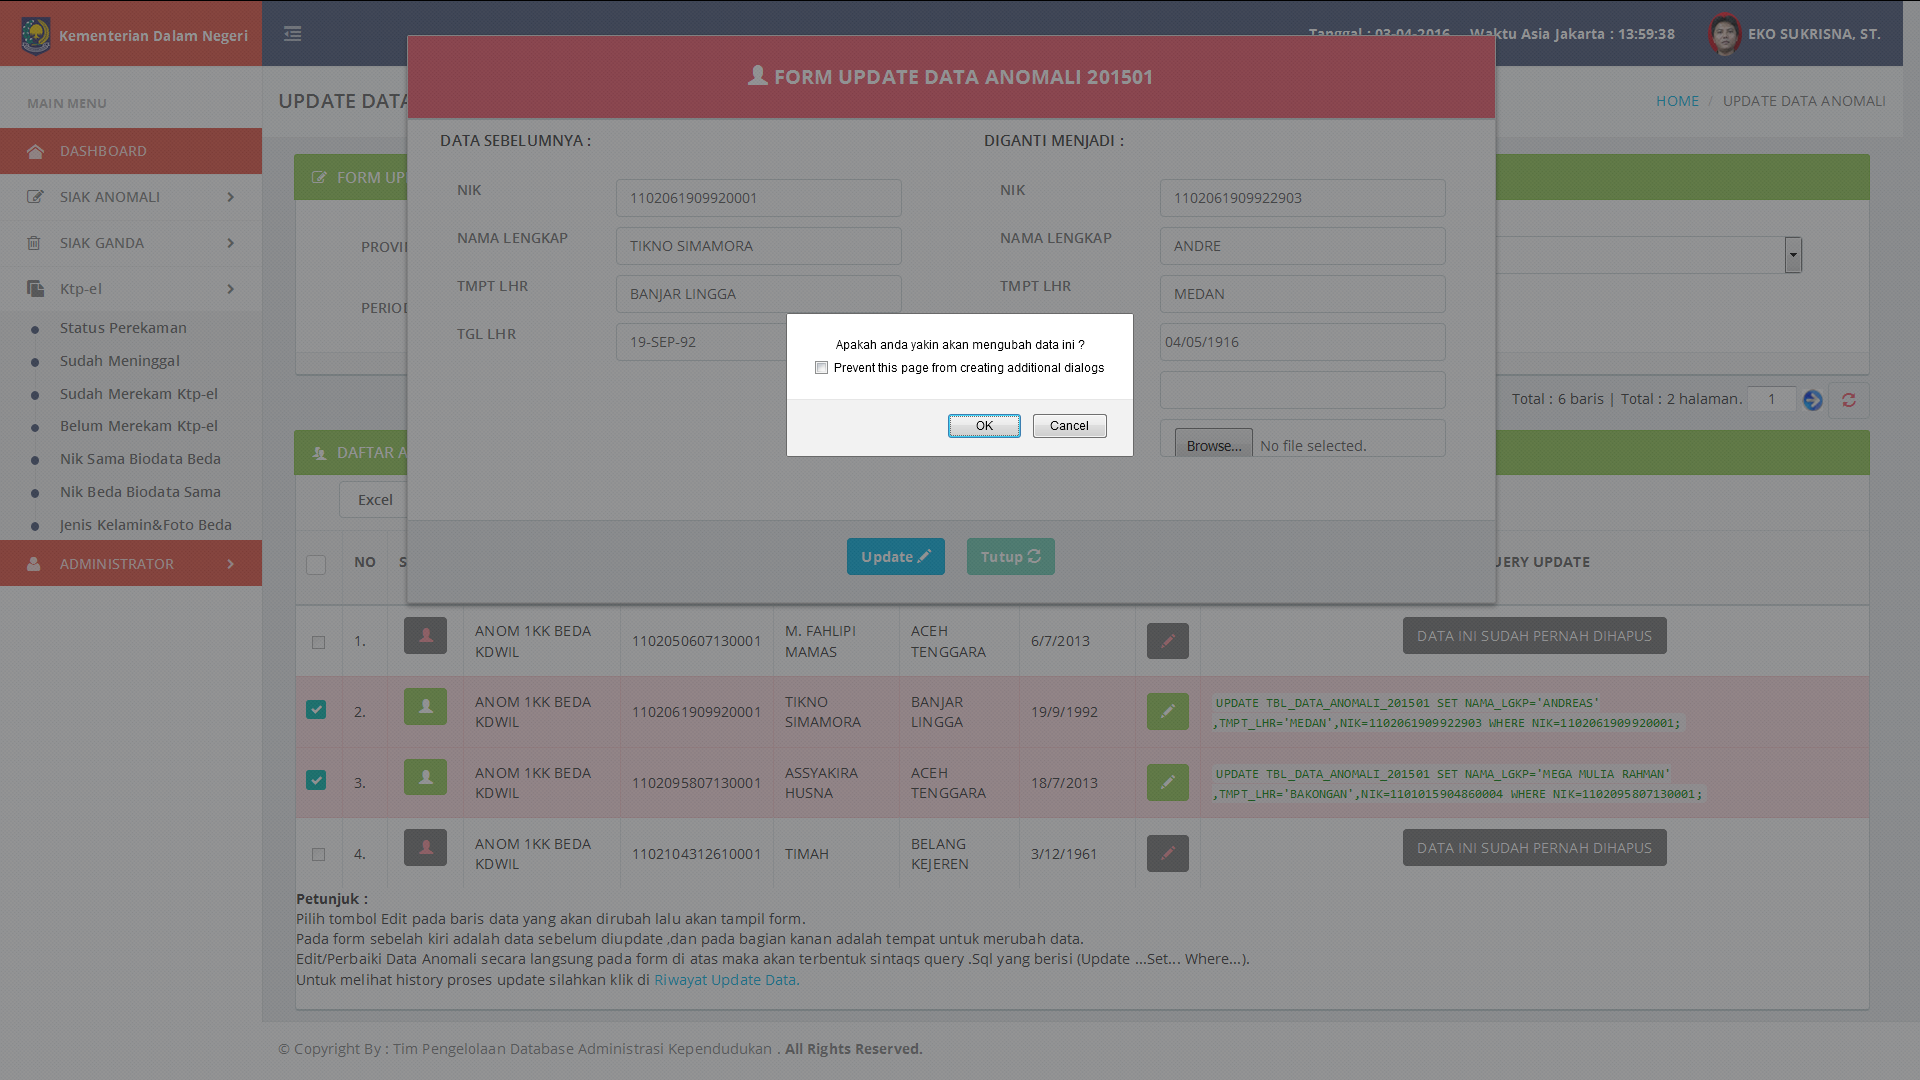 Kementerian Dalam Negeri
Tanggal : 03-04-2016 Waktu Asia Jakarta : 13:59:38
EKO SUKRISNA, ST.
MAIN MENU
DASHBOARD
SIAK ANOMALI
SIAK GANDA
Ktp-el
Status Perekaman
Sudah Meninggal
Sudah Merekam Ktp-el
Belum Merekam Ktp-el
Nik Sama Biodata Beda
Nik Beda Biodata Sama
Jenis Kelamin&Foto Beda
ADMINISTRATOR
UPDATE DATA
HOME / UPDATE DATA ANOMALI
FORM UP
PROVI
PERIOD
FORM UPDATE DATA ANOMALI 201501
DATA SEBELUMNYA :
NIK 1102061909920001
NAMA LENGKAP TIKNO SIMAMORA
TMPT LHR BANJAR LINGGA
TGL LHR 19-SEP-92
DIGANTI MENJADI :
NIK 1102061909922903
NAMA LENGKAP ANDRE
TMPT LHR MEDAN
04/05/1916
Browse... No file selected.
Apakah anda yakin akan mengubah data ini ?
Prevent this page from creating additional dialogs
OK Cancel
Update Tutup
Total : 6 baris | Total : 2 halaman. 1
DAFTAR A
Excel
NO S ERY UPDATE
1. ANOM 1KK BEDA KDWIL 1102050607130001 M. FAHLIPI MAMAS ACEH TENGGARA 6/7/2013 DATA INI SUDAH PERNAH DIHAPUS
2. ANOM 1KK BEDA KDWIL 1102061909920001 TIKNO SIMAMORA BANJAR LINGGA 19/9/1992 UPDATE TBL_DATA_ANOMALI_201501 SET NAMA_LGKP='ANDREAS'
,TMPT_LHR='MEDAN',NIK=1102061909922903 WHERE NIK=1102061909920001;
3. ANOM 1KK BEDA KDWIL 1102095807130001 ASSYAKIRA HUSNA ACEH TENGGARA 18/7/2013 UPDATE TBL_DATA_ANOMALI_201501 SET NAMA_LGKP='MEGA MULIA RAHMAN'
,TMPT_LHR='BAKONGAN',NIK=1101015904860004 WHERE NIK=1102095807130001;
4. ANOM 1KK BEDA KDWIL 1102104312610001 TIMAH BELANG KEJEREN 3/12/1961 DATA INI SUDAH PERNAH DIHAPUS
Petunjuk :
Pilih tombol Edit pada baris data yang akan dirubah lalu akan tampil form.
Pada form sebelah kiri adalah data sebelum diupdate ,dan pada bagian kanan adalah tempat untuk merubah data.
Edit/Perbaiki Data Anomali secara langsung pada form di atas maka akan terbentuk sintaqs query .Sql yang berisi (Update ...Set... Where...).
Untuk melihat history proses update silahkan klik di Riwayat Update Data.
© Copyright By : Tim Pengelolaan Database Administrasi Kependudukan . All Rights Reserved.